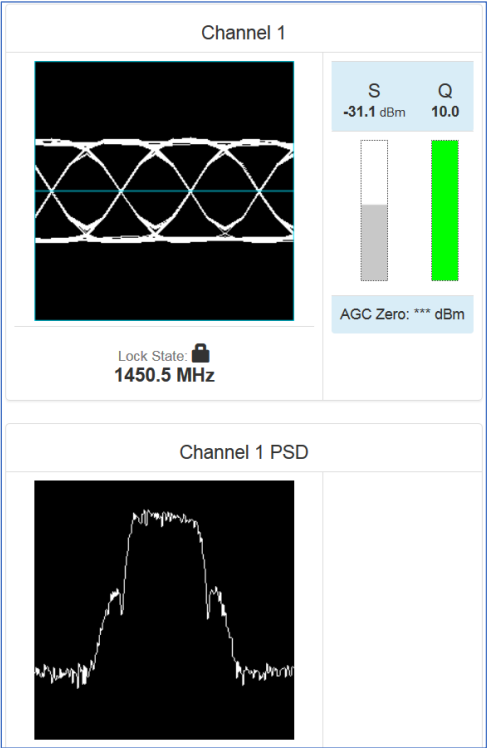 Channel 1
S Q
-31.1 dBm 10.0
AGC Zero: *** dBm
Lock State:
1450.5 MHz
Channel 1 PSD